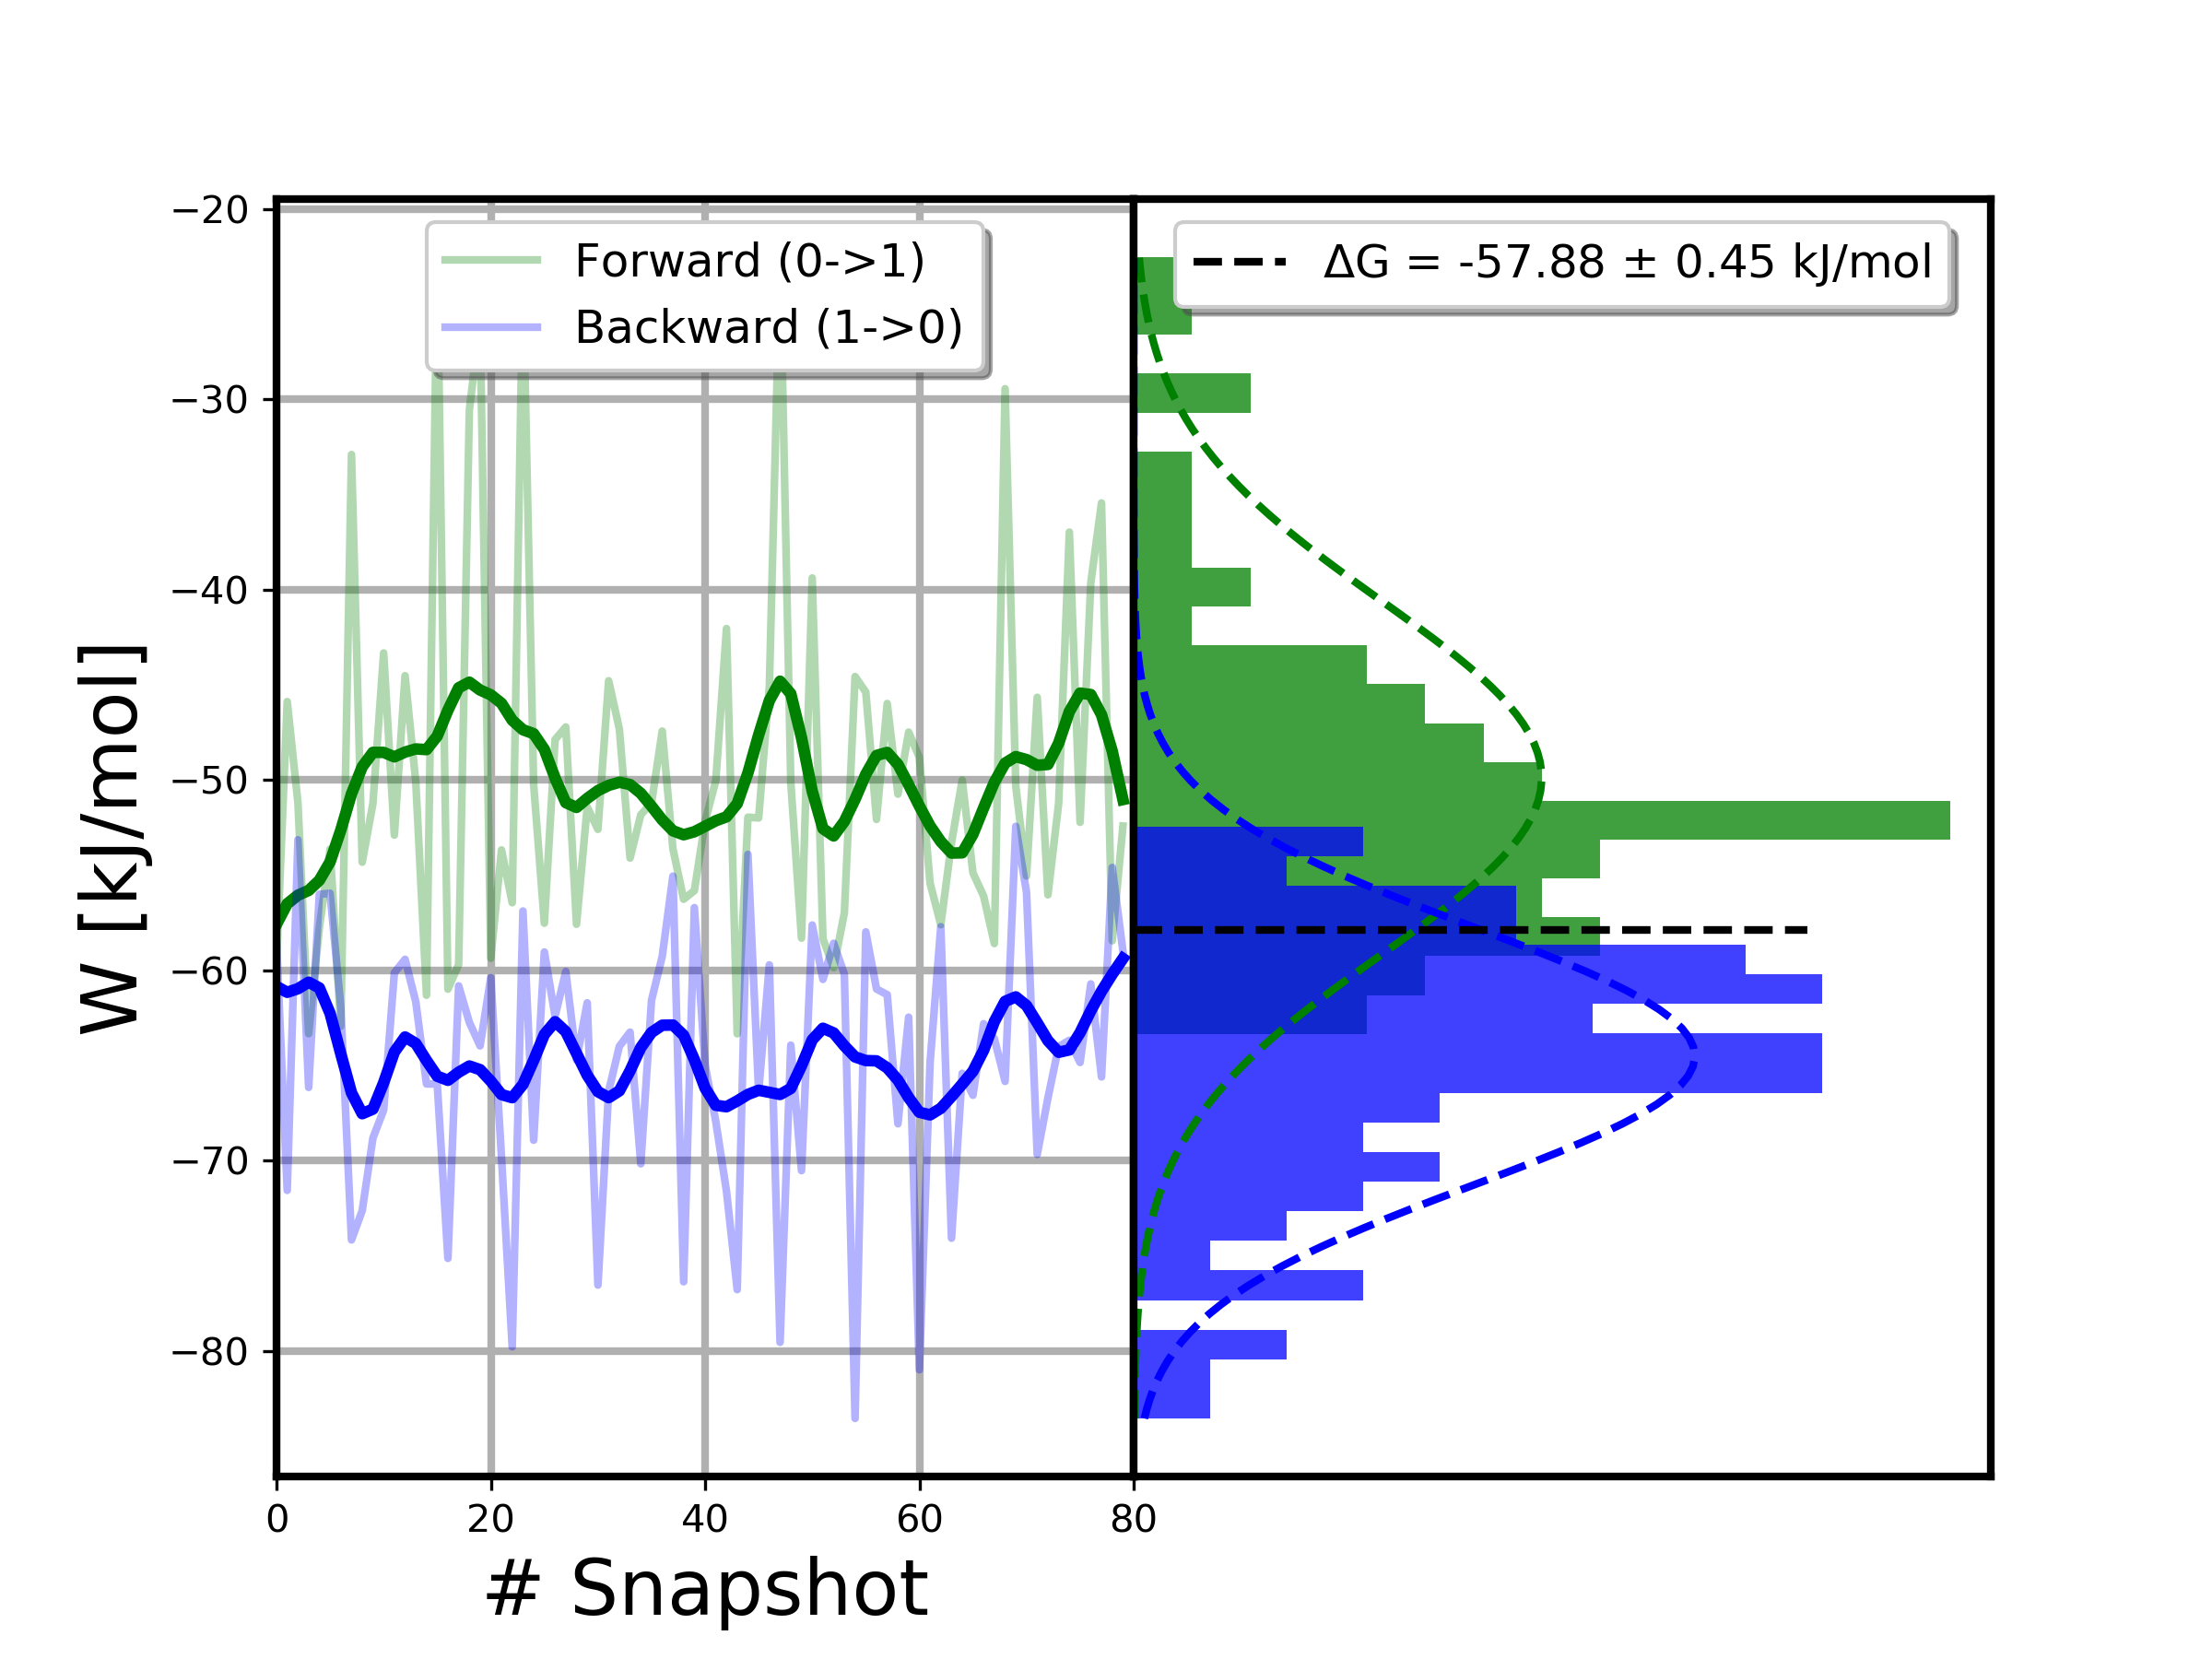 −20
−30
−40
−50
−60
−70
−80
W [kJ/mol]
Forward (0->1)
Backward (1->0)
ΔG = -57.88 ± 0.45 kJ/mol
0 20 40 60 80
# Snapshot